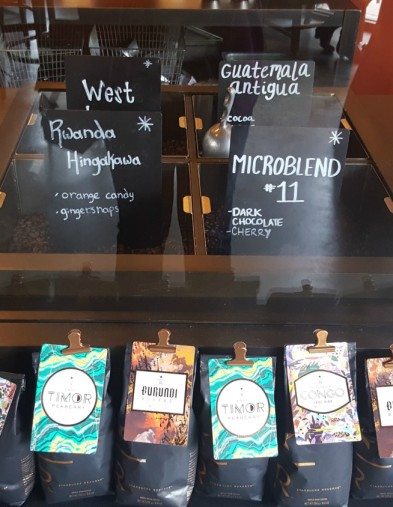 West
Guatemala
antigua
COCOA
Rwanda
Hingakawa
• orange candy
• gingersnaps
MICROBLEND
#11
-DARK
CHOCOLATE
-CHERRY
TIMOR
BURUNDI
TIMOR
CONGO